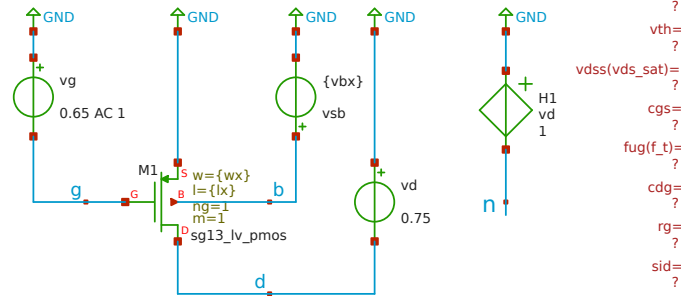 GND
GND
GND
GND
GND
?
vth=
?
vdss(vds_sat)=
?
cgs=
?
fug(f_t)=
?
cdg=
?
rg=
?
sid=
?
+
vg
0.65 AC 1
{vbx}
vsb
+
+
H1
vd
1
M1
S
w={wx}
l={lx}
G
B
ng=1
m=1
D
sg13_lv_pmos
g
b
+
vd
0.75
n
d